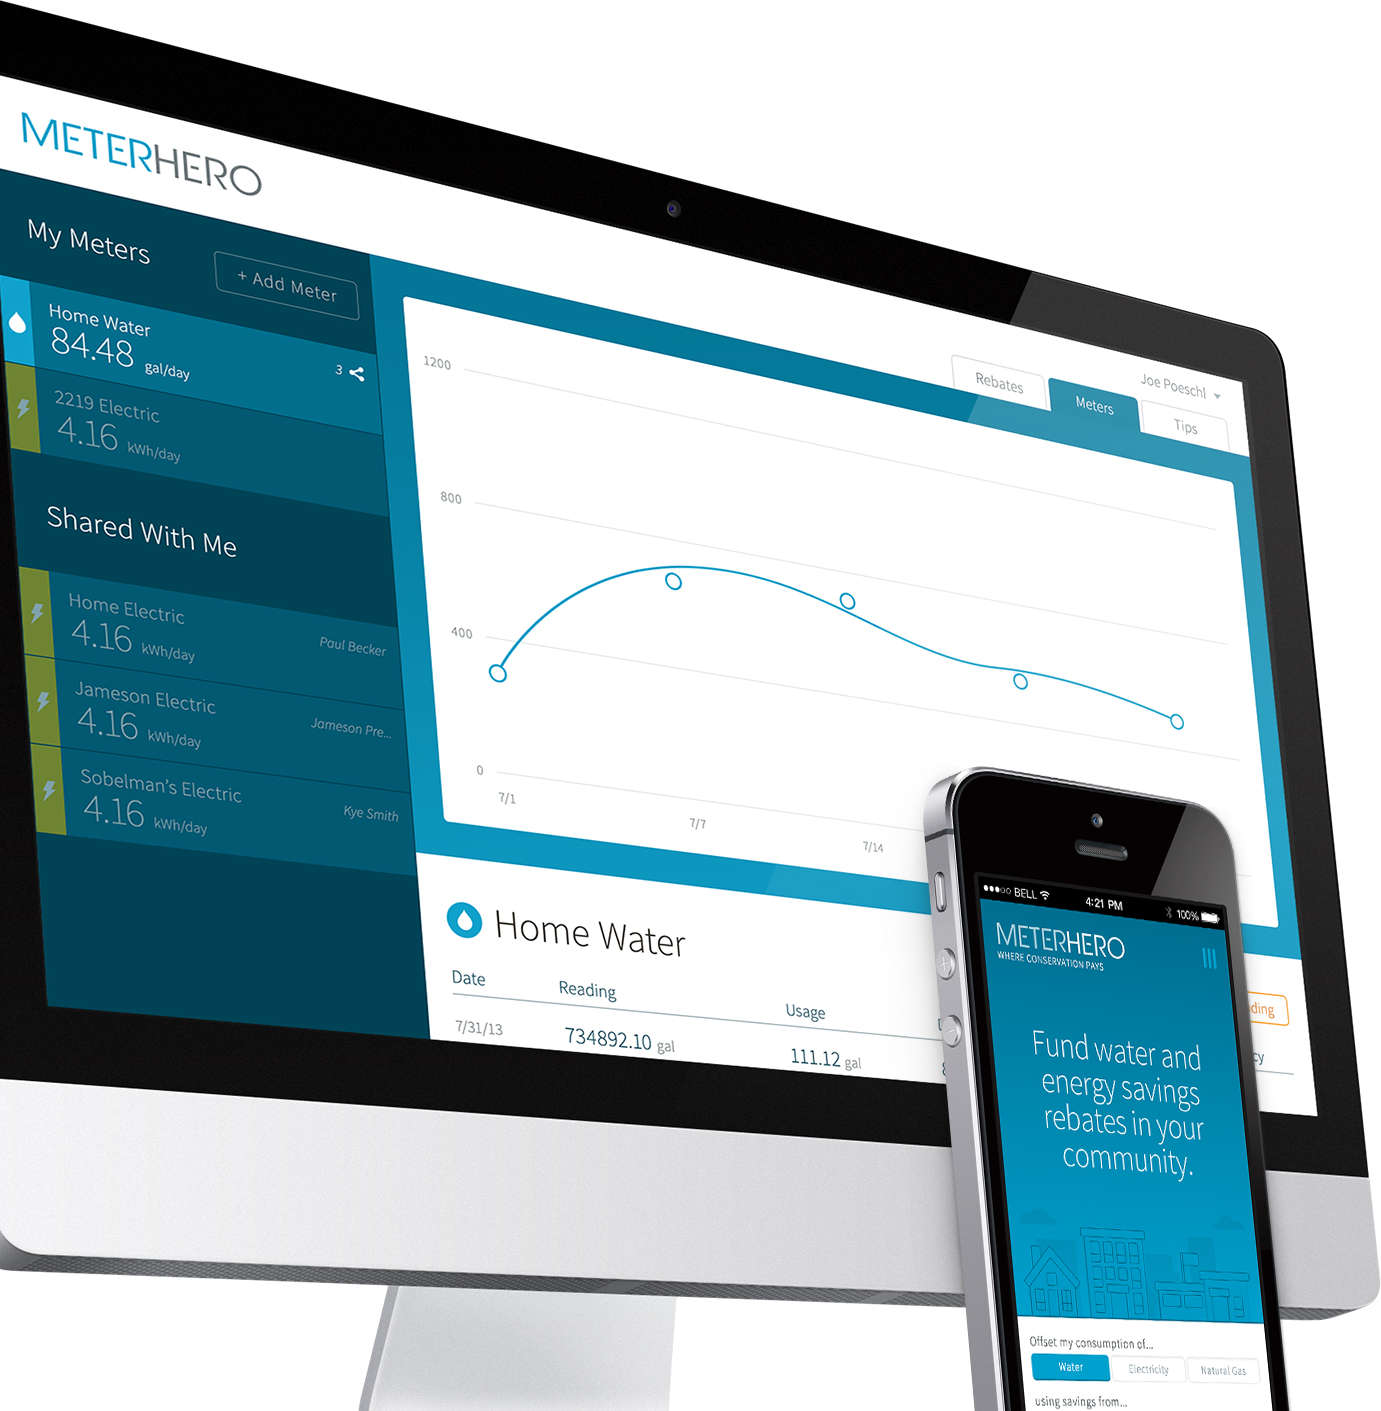 METERHERO
My Meters
+ Add Meter
Home Water
84.48 gal/day
3
2219 Electric
4.16 kWh/day
Shared With Me
Home Electric
4.16 kWh/day
Paul Becker
Jameson Electric
4.16 kWh/day
Jameson Pre...
Sobelman's Electric
4.16 kWh/day
Kye Smith
Joe Poeschl
Rebates
Meters
Tips
1200
800
400
0
7/1
7/7
7/14
Home Water
Date
Reading
Usage
7/31/13
734892.10 gal
111.12 gal
BELL
4:21 PM
100%
METERHERO
WHERE CONSERVATION PAYS
Fund water and
energy savings
rebates in your
community.
Offset my consumption of...
Water
Electricity
Natural Gas
using savings from...